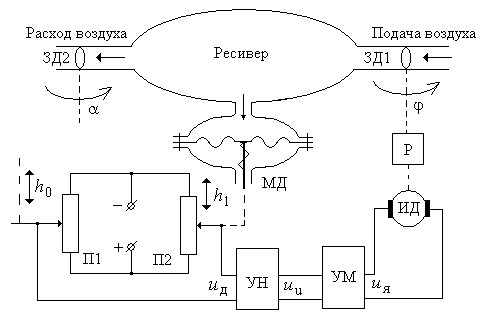 Расход воздуха
Подача воздуха
Ресивер
ЗД2
ЗД1
α
φ
Р
МД
ИД
h₀
h₁
−
+
П1
П2
uд
УН
uu
УМ
uя